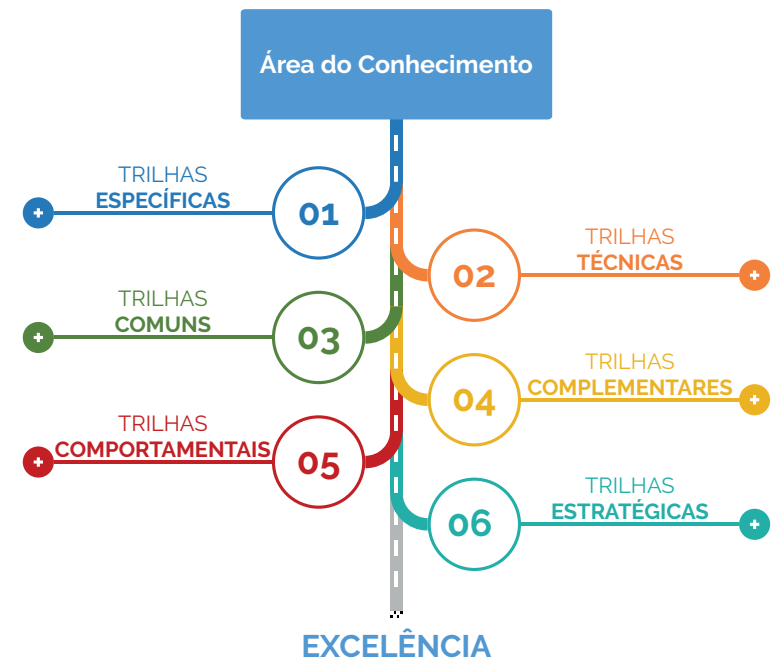 Área do Conhecimento
TRILHAS
ESPECÍFICAS
01
TRILHAS
TÉCNICAS
02
TRILHAS
COMUNS
03
TRILHAS
COMPLEMENTARES
04
TRILHAS
COMPORTAMENTAIS
05
TRILHAS
ESTRATÉGICAS
06
EXCELÊNCIA